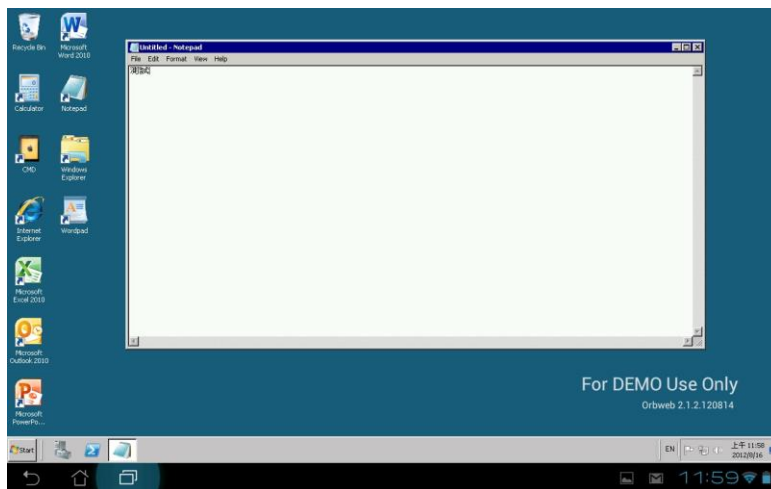 Recycle Bin
Microsoft
Word 2010
Untitled - Notepad
File Edit Format View Help
測試
Calculator
Notepad
CMD
Windows
Explorer
Internet
Explorer
Wordpad
Microsoft
Excel 2010
Microsoft
Outlook 2010
Microsoft
PowerPo...
For DEMO Use Only
Orbweb 2.1.2.120814
Start
EN
上午 11:58
2012/8/16
11:59